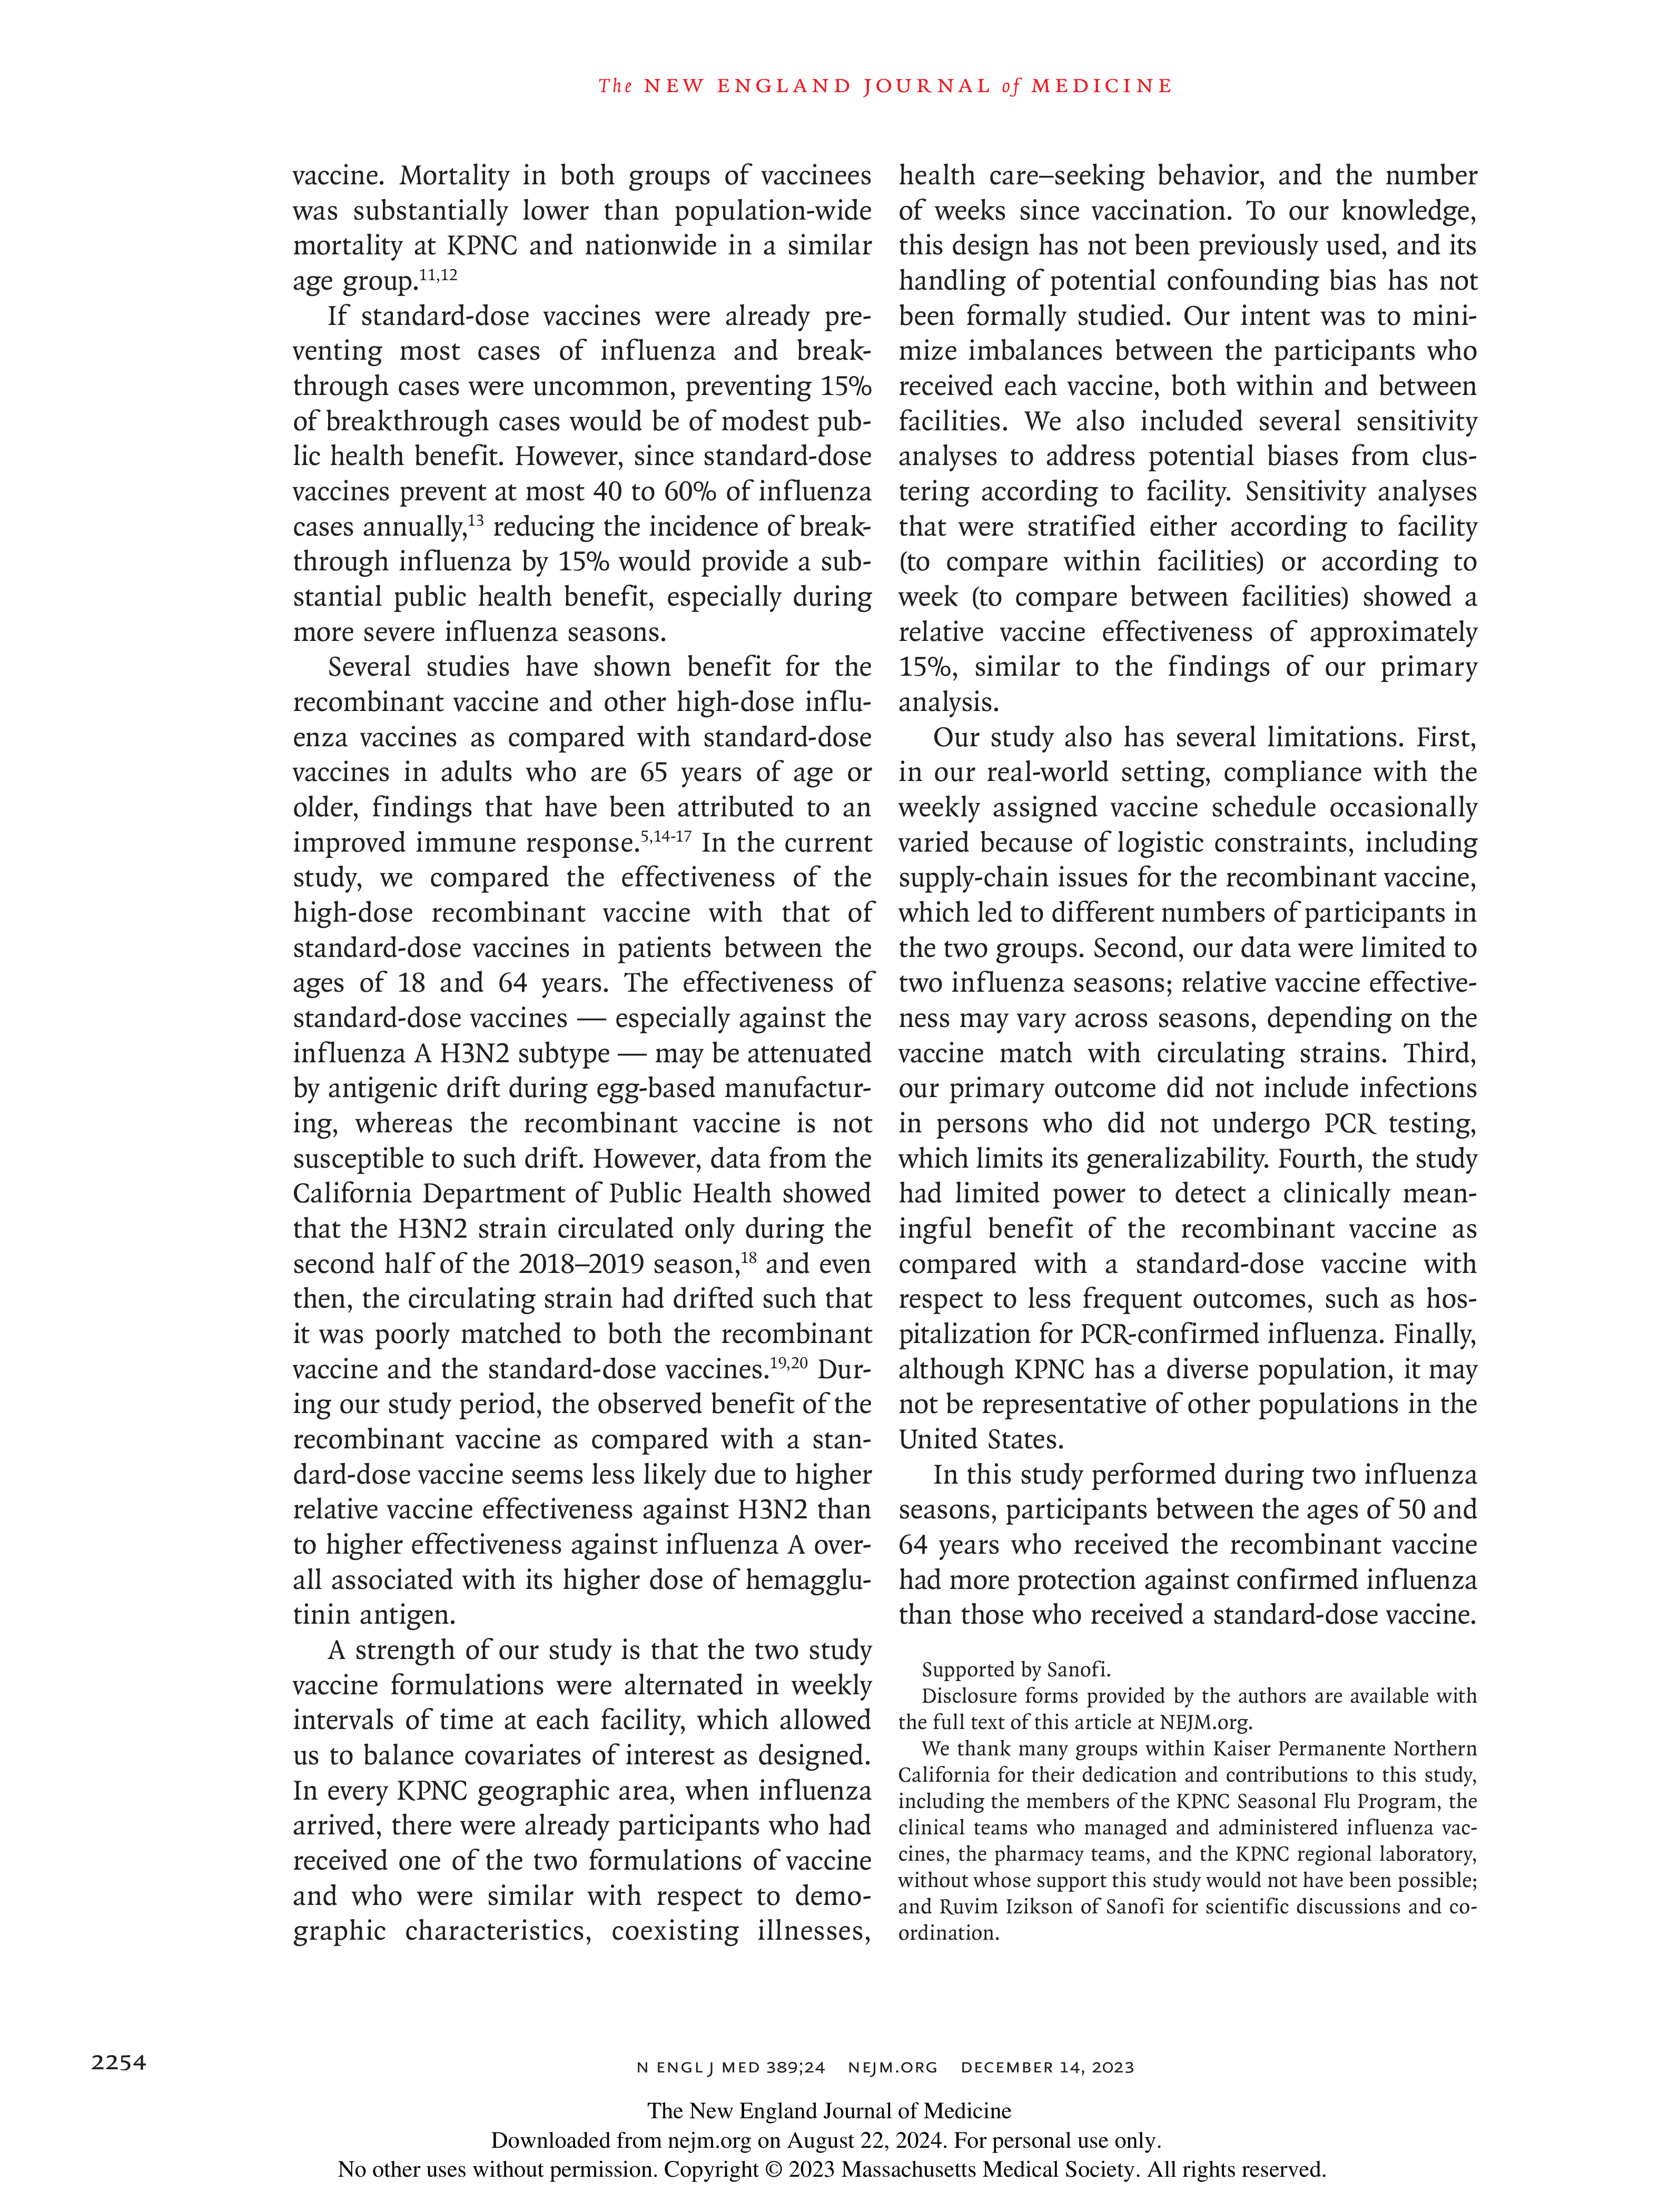 The NEW ENGLAND JOURNAL of MEDICINE
vaccine. Mortality in both groups of vaccinees
was substantially lower than population-wide
mortality at KPNC and nationwide in a similar
age group.11,12
If standard-dose vaccines were already pre-
venting most cases of influenza and break-
through cases were uncommon, preventing 15%
of breakthrough cases would be of modest pub-
lic health benefit. However, since standard-dose
vaccines prevent at most 40 to 60% of influenza
cases annually,13 reducing the incidence of break-
through influenza by 15% would provide a sub-
stantial public health benefit, especially during
more severe influenza seasons.
Several studies have shown benefit for the
recombinant vaccine and other high-dose influ-
enza vaccines as compared with standard-dose
vaccines in adults who are 65 years of age or
older, findings that have been attributed to an
improved immune response.5,14-17 In the current
study, we compared the effectiveness of the
high-dose recombinant vaccine with that of
standard-dose vaccines in patients between the
ages of 18 and 64 years. The effectiveness of
standard-dose vaccines — especially against the
influenza A H3N2 subtype — may be attenuated
by antigenic drift during egg-based manufactur-
ing, whereas the recombinant vaccine is not
susceptible to such drift. However, data from the
California Department of Public Health showed
that the H3N2 strain circulated only during the
second half of the 2018–2019 season,18 and even
then, the circulating strain had drifted such that
it was poorly matched to both the recombinant
vaccine and the standard-dose vaccines.19,20 Dur-
ing our study period, the observed benefit of the
recombinant vaccine as compared with a stan-
dard-dose vaccine seems less likely due to higher
relative vaccine effectiveness against H3N2 than
to higher effectiveness against influenza A over-
all associated with its higher dose of hemagglu-
tinin antigen.
A strength of our study is that the two study
vaccine formulations were alternated in weekly
intervals of time at each facility, which allowed
us to balance covariates of interest as designed.
In every KPNC geographic area, when influenza
arrived, there were already participants who had
received one of the two formulations of vaccine
and who were similar with respect to demo-
graphic characteristics, coexisting illnesses,
health care–seeking behavior, and the number
of weeks since vaccination. To our knowledge,
this design has not been previously used, and its
handling of potential confounding bias has not
been formally studied. Our intent was to mini-
mize imbalances between the participants who
received each vaccine, both within and between
facilities. We also included several sensitivity
analyses to address potential biases from clus-
tering according to facility. Sensitivity analyses
that were stratified either according to facility
(to compare within facilities) or according to
week (to compare between facilities) showed a
relative vaccine effectiveness of approximately
15%, similar to the findings of our primary
analysis.
Our study also has several limitations. First,
in our real-world setting, compliance with the
weekly assigned vaccine schedule occasionally
varied because of logistic constraints, including
supply-chain issues for the recombinant vaccine,
which led to different numbers of participants in
the two groups. Second, our data were limited to
two influenza seasons; relative vaccine effective-
ness may vary across seasons, depending on the
vaccine match with circulating strains. Third,
our primary outcome did not include infections
in persons who did not undergo PCR testing,
which limits its generalizability. Fourth, the study
had limited power to detect a clinically mean-
ingful benefit of the recombinant vaccine as
compared with a standard-dose vaccine with
respect to less frequent outcomes, such as hos-
pitalization for PCR-confirmed influenza. Finally,
although KPNC has a diverse population, it may
not be representative of other populations in the
United States.
In this study performed during two influenza
seasons, participants between the ages of 50 and
64 years who received the recombinant vaccine
had more protection against confirmed influenza
than those who received a standard-dose vaccine.
Supported by Sanofi.
Disclosure forms provided by the authors are available with
the full text of this article at NEJM.org.
We thank many groups within Kaiser Permanente Northern
California for their dedication and contributions to this study,
including the members of the KPNC Seasonal Flu Program, the
clinical teams who managed and administered influenza vac-
cines, the pharmacy teams, and the KPNC regional laboratory,
without whose support this study would not have been possible;
and Ruvim Izikson of Sanofi for scientific discussions and co-
ordination.
2254
N ENGL J MED 389;24 NEJM.ORG DECEMBER 14, 2023
The New England Journal of Medicine
Downloaded from nejm.org on August 22, 2024. For personal use only.
No other uses without permission. Copyright © 2023 Massachusetts Medical Society. All rights reserved.